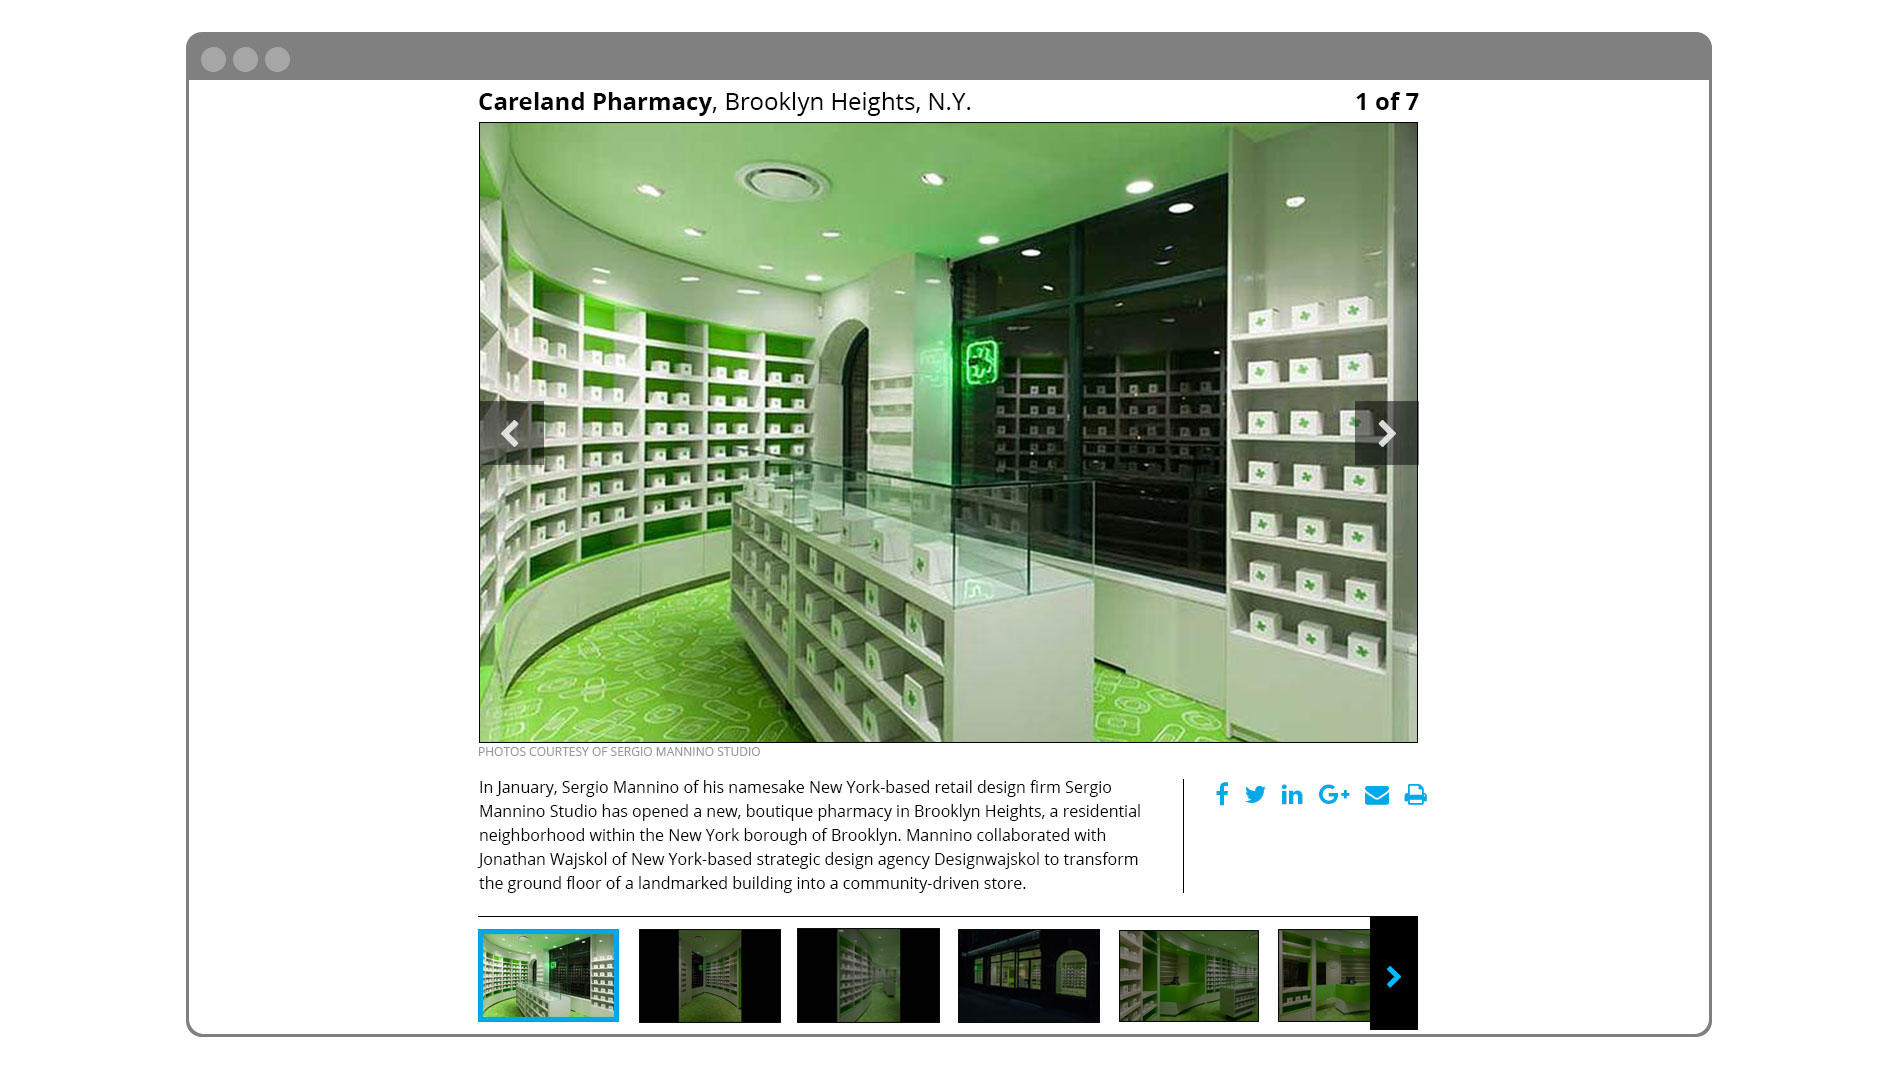 Careland Pharmacy, Brooklyn Heights, N.Y.
1 of 7
PHOTOS COURTESY OF SERGIO MANNINO STUDIO
In January, Sergio Mannino of his namesake New York-based retail design firm Sergio
Mannino Studio has opened a new, boutique pharmacy in Brooklyn Heights, a residential
neighborhood within the New York borough of Brooklyn. Mannino collaborated with
Jonathan Wajskol of New York-based strategic design agency Designwajskol to transform
the ground floor of a landmarked building into a community-driven store.